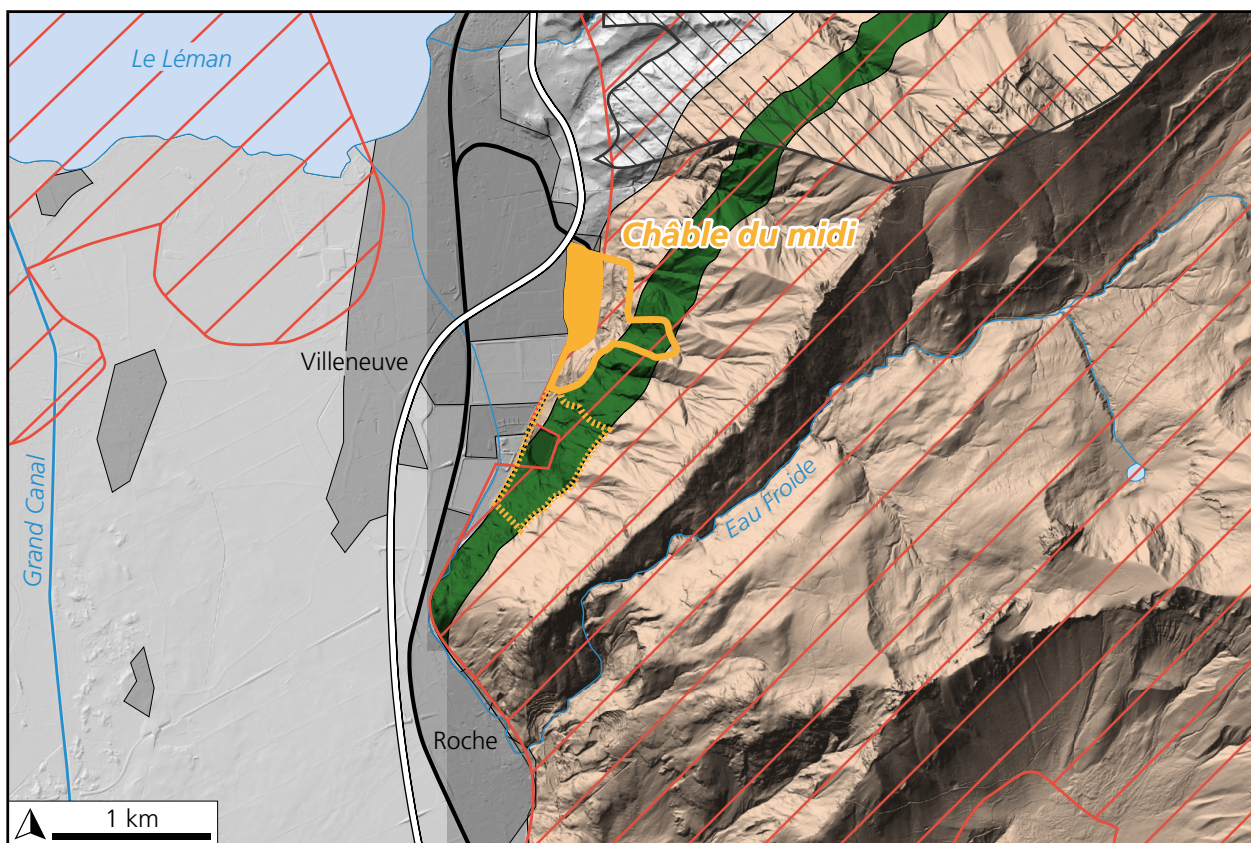 Le Léman
Châble du midi
Villeneuve
Grand Canal
Eau Froide
Roche
1 km